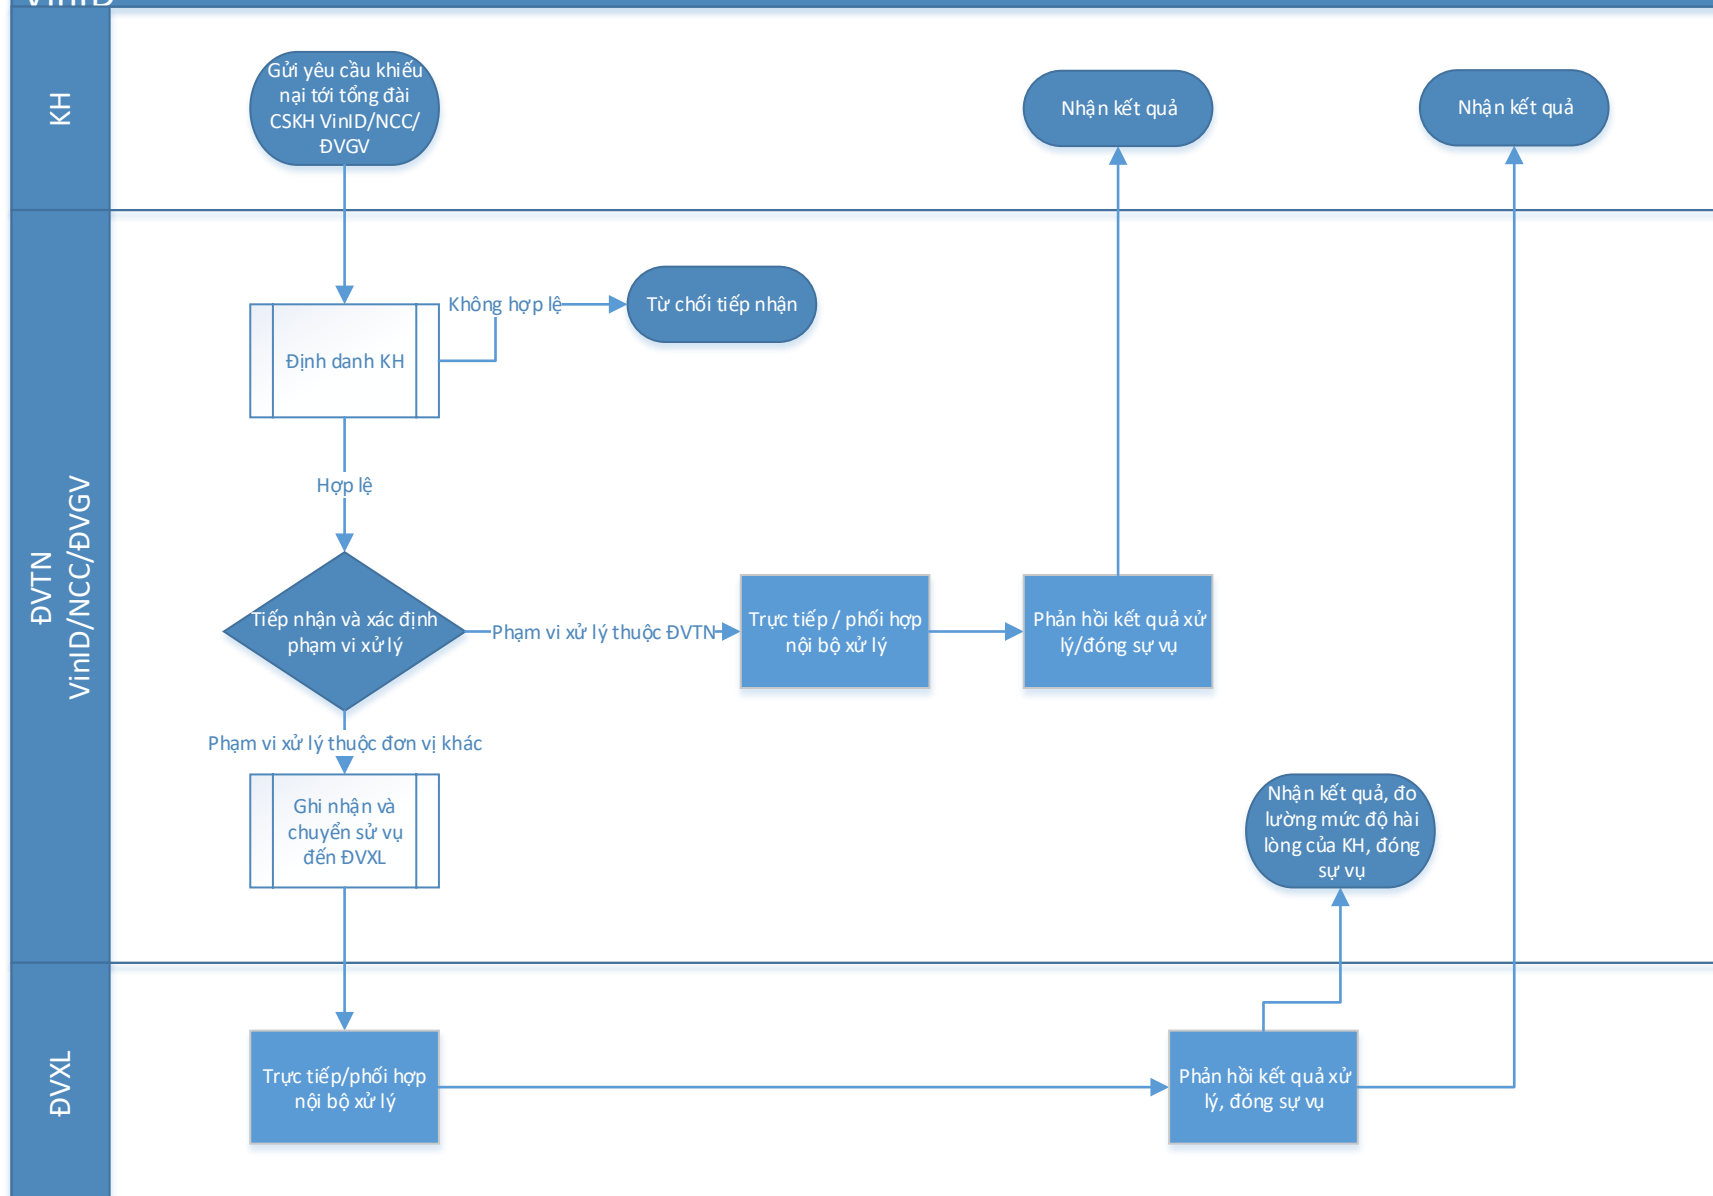 VinID
KH
Gửi yêu cầu khiếu
nại tới tổng đài
CSKH VinID/NCC/
ĐVGV
Nhận kết quả
Nhận kết quả
ĐVTN
VinID/NCC/ĐVGV
Không hợp lệ
Từ chối tiếp nhận
Định danh KH
Hợp lệ
Tiếp nhận và xác định
phạm vi xử lý
Phạm vi xử lý thuộc ĐVTN
Trực tiếp / phối hợp
nội bộ xử lý
Phản hồi kết quả xử
lý/đóng sự vụ
Phạm vi xử lý thuộc đơn vị khác
Ghi nhận và
chuyển sử vụ
đến ĐVXL
Nhận kết quả, đo
lường mức độ hài
lòng của KH, đóng
sự vụ
ĐVXL
Trực tiếp/phối hợp
nội bộ xử lý
Phản hồi kết quả xử
lý, đóng sự vụ